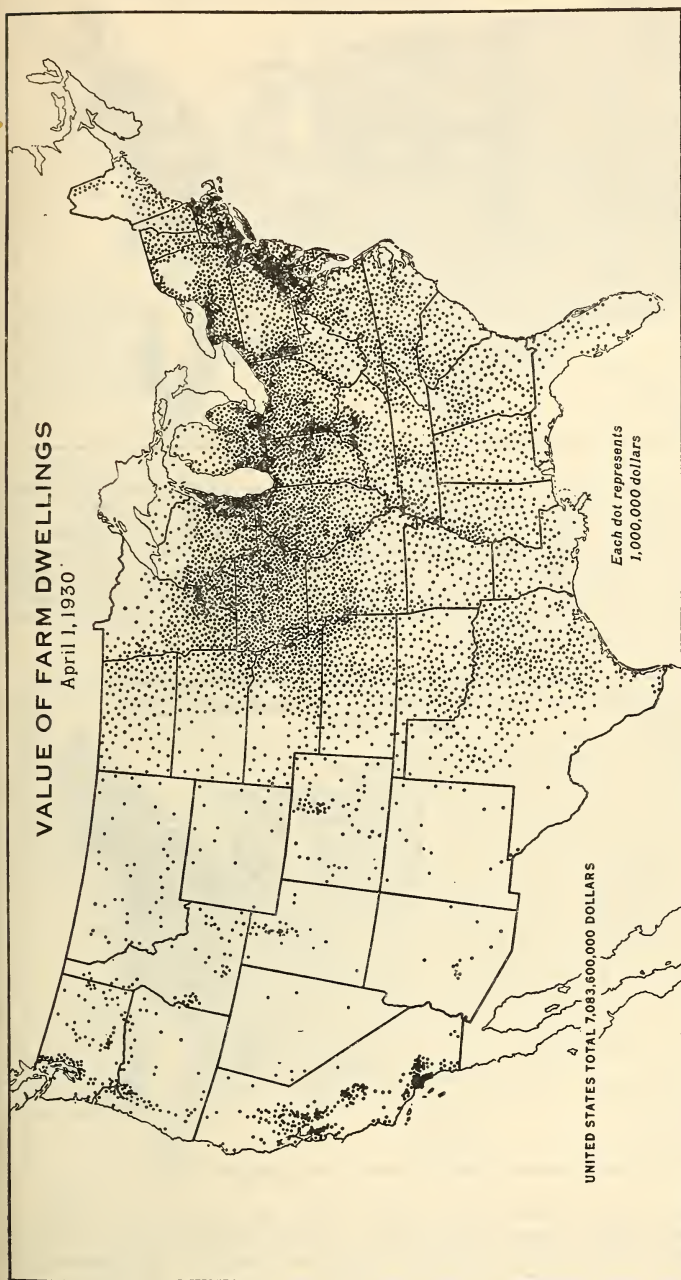 VALUE OF FARM DWELLINGS
April 1, 1930
Each dot represents
1,000,000 dollars
UNITED STATES TOTAL 7,083,600,000 DOLLARS